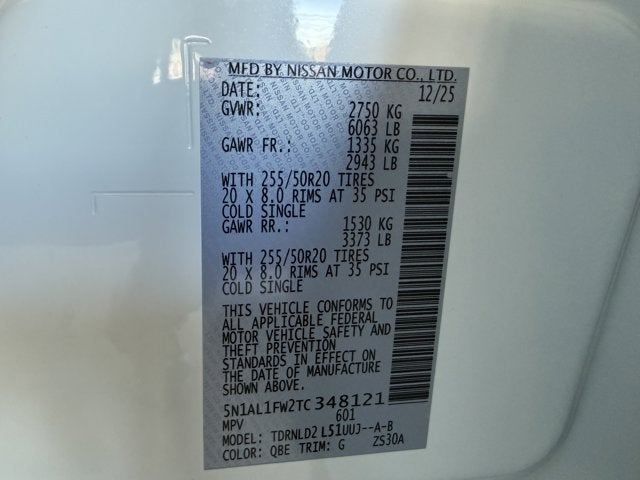 MFD BY NISSAN MOTOR CO., LTD.
DATE: 12/25
GVWR: 2750 KG
6063 LB
GAWR FR.: 1335 KG
2943 LB
WITH 255/50R20 TIRES
20 X 8.0 RIMS AT 35 PSI
COLD SINGLE
GAWR RR.: 1530 KG
3373 LB
WITH 255/50R20 TIRES
20 X 8.0 RIMS AT 35 PSI
COLD SINGLE
THIS VEHICLE CONFORMS TO
ALL APPLICABLE FEDERAL
MOTOR VEHICLE SAFETY AND
THEFT PREVENTION
STANDARDS IN EFFECT ON
THE DATE OF MANUFACTURE
SHOWN ABOVE.
5N1AL1FW2TC348121
MPV 601
MODEL: TDRNLD2 L51UUJ--A-B
COLOR: QBE TRIM: G ZS30A